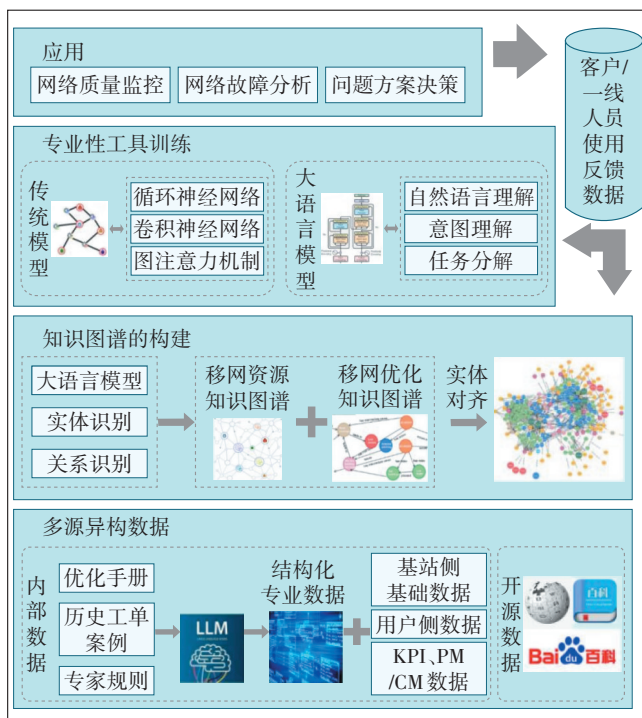 应用
网络质量监控
网络故障分析
问题方案决策
客户/
一线
人员
使用
反馈
数据
专业性工具训练
传统模型
循环神经网络
卷积神经网络
图注意力机制
大语言模型
自然语言理解
意图理解
任务分解
知识图谱的构建
大语言模型
实体识别
关系识别
移网资源
知识图谱
移网优化
知识图谱
实体
对齐
多源异构数据
内部数据
优化手册
历史工单
案例
专家规则
LLM
结构化
专业数据
基站侧
基础数据
用户侧数据
KPI、PM
/CM数据
开源数据
百科
Bai du 百科